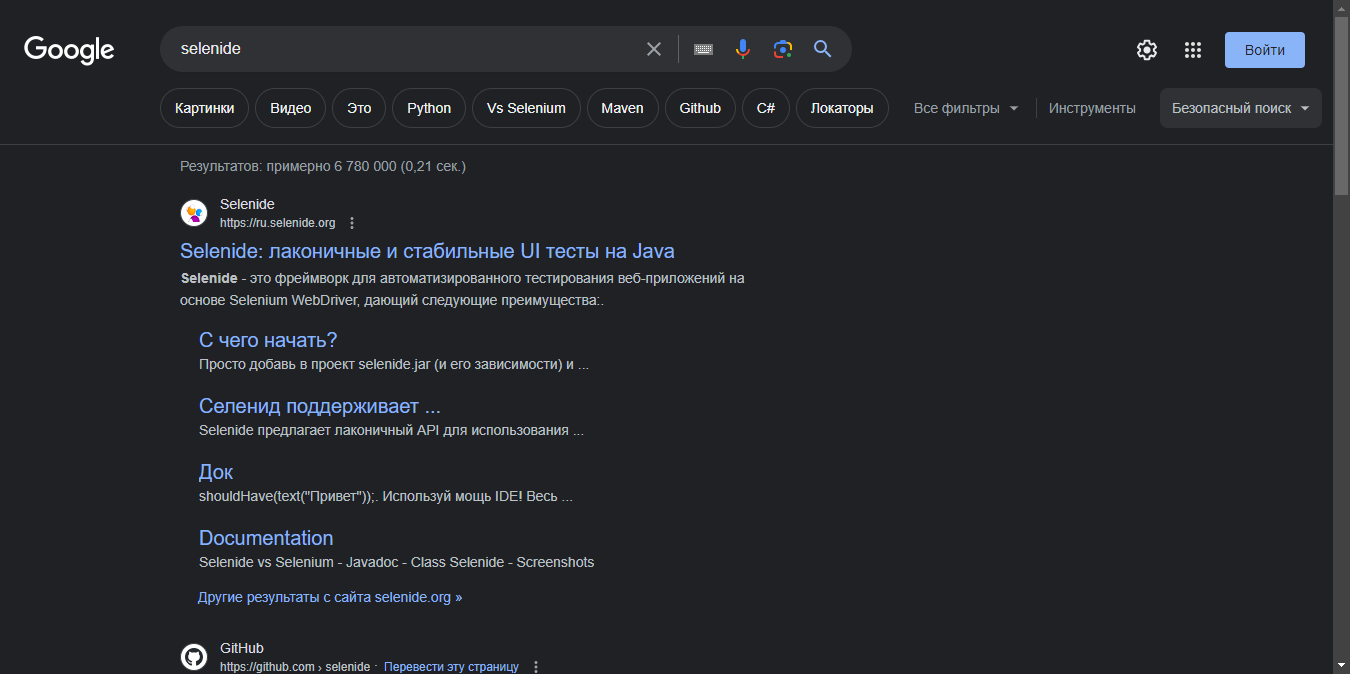 Google
selenide
Войти
Картинки Видео Это Python Vs Selenium Maven Github C# Локаторы Все фильтры Инструменты Безопасный поиск
Результатов: примерно 6 780 000 (0,21 сек.)
Selenide
https://ru.selenide.org
Selenide: лаконичные и стабильные UI тесты на Java
Selenide - это фреймворк для автоматизированного тестирования веб-приложений на
основе Selenium WebDriver, дающий следующие преимущества:.
С чего начать?
Просто добавь в проект selenide.jar (и его зависимости) и ...
Селенид поддерживает ...
Selenide предлагает лаконичный API для использования ...
Док
shouldHave(text("Привет"));. Используй мощь IDE! Весь ...
Documentation
Selenide vs Selenium - Javadoc - Class Selenide - Screenshots
Другие результаты с сайта selenide.org »
GitHub
https://github.com › selenide · Перевести эту страницу